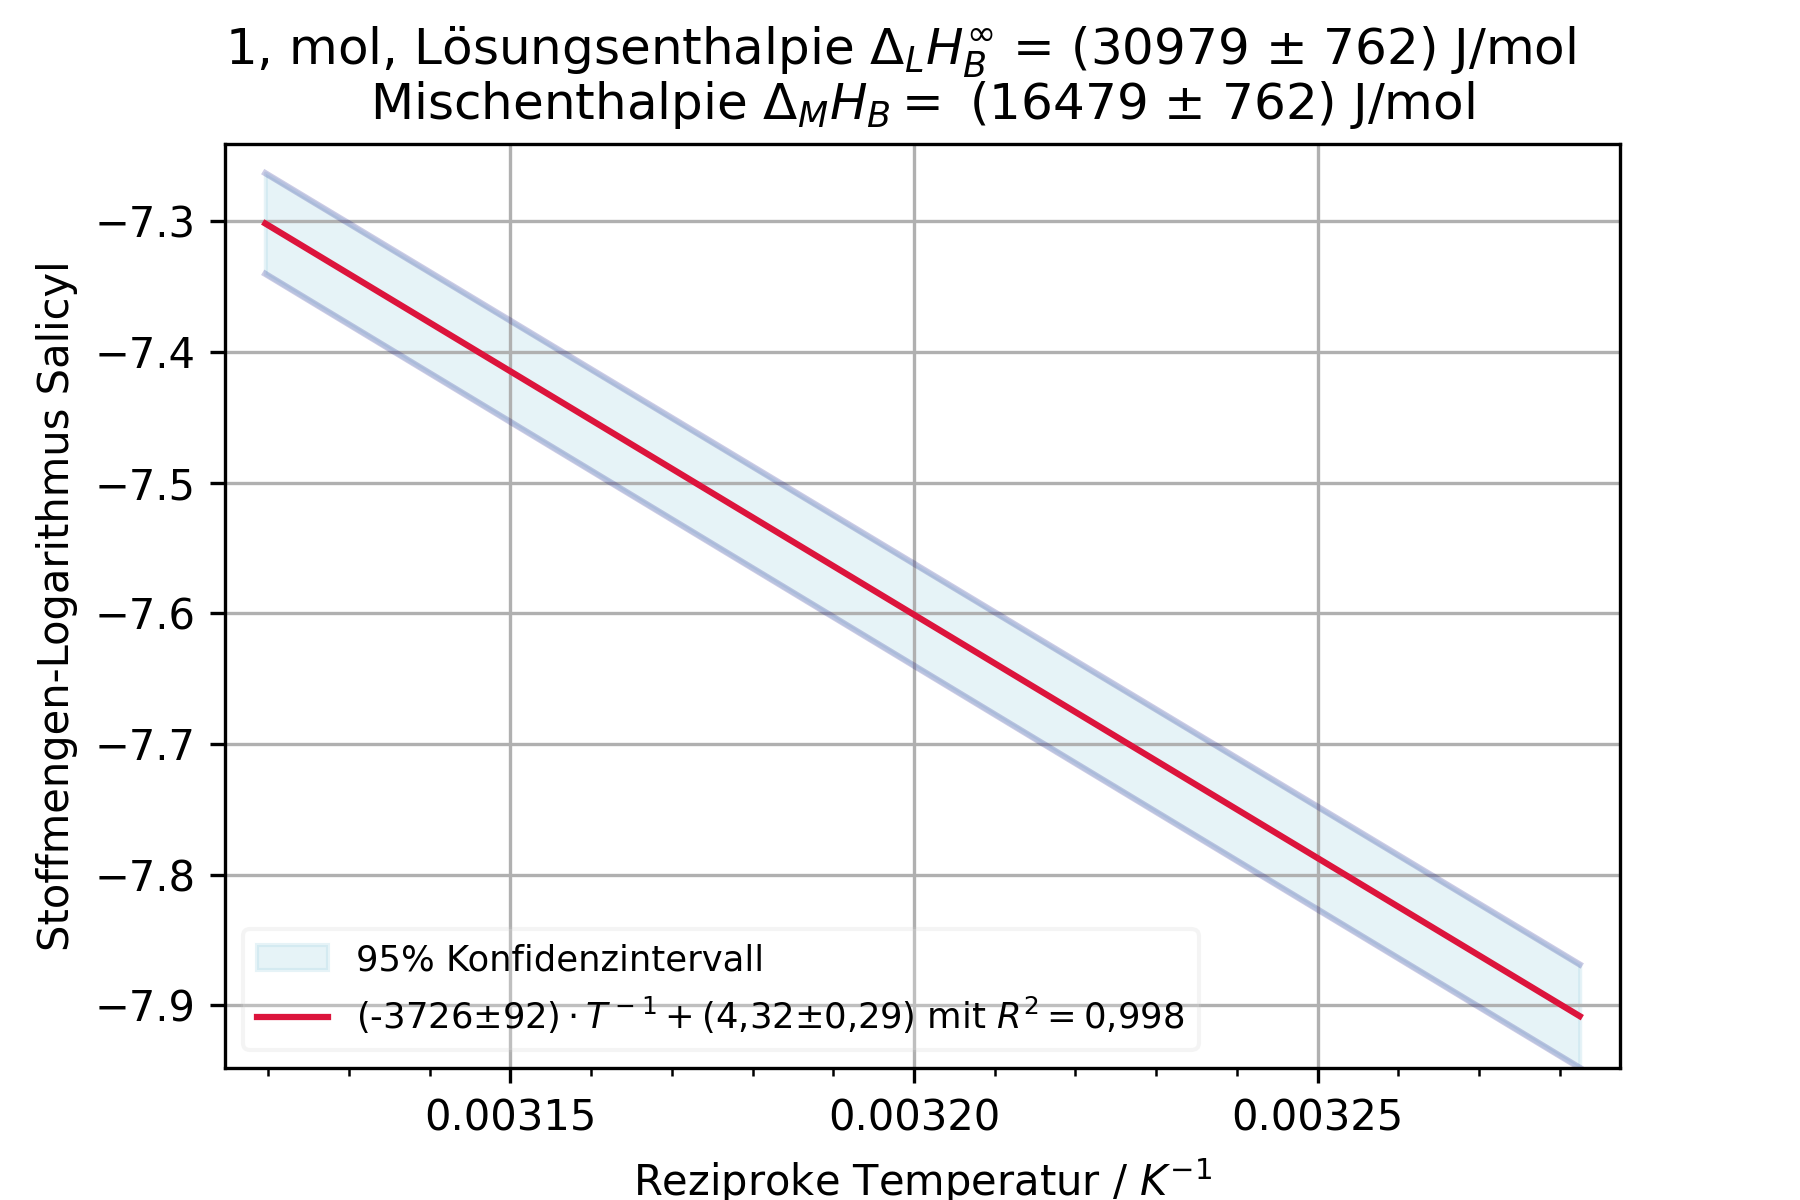 1, mol, Lösungsenthalpie Δ_L H_B^∞ = (30979 ± 762) J/mol
Mischenthalpie Δ_M H_B = (16479 ± 762) J/mol
Stoffmengen-Logarithmus Salicyl
−7.3
−7.4
−7.5
−7.6
−7.7
−7.8
−7.9
95% Konfidenzintervall
(-3726±92) · T^−1 + (4,32±0,29) mit R^2 = 0,998
0.00315
0.00320
0.00325
Reziproke Temperatur / K^−1